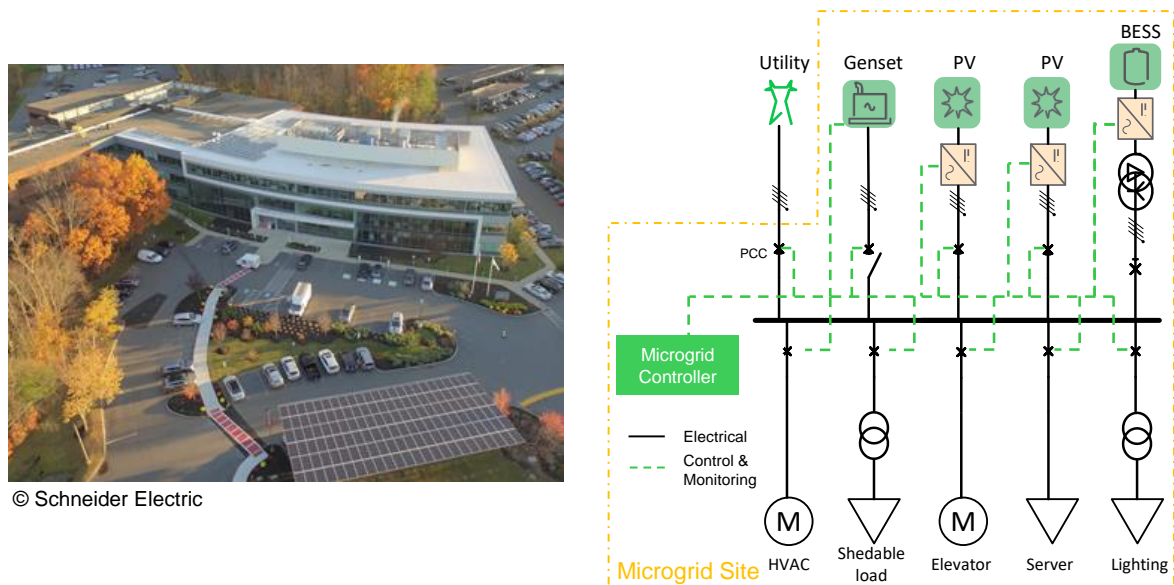 © Schneider Electric
BESS
Utility
Genset
PV
PV
PCC
Microgrid
Controller
Electrical
Control &
Monitoring
M
M
HVAC
Shedable
load
Elevator
Server
Lighting
Microgrid Site